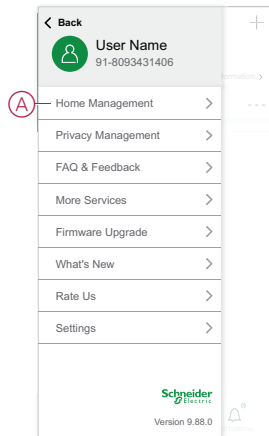 Back
User Name
91-8093431406
A
Home Management
Privacy Management
FAQ & Feedback
More Services
Firmware Upgrade
What's New
Rate Us
Settings
Schneider
Electric
Version 9.88.0